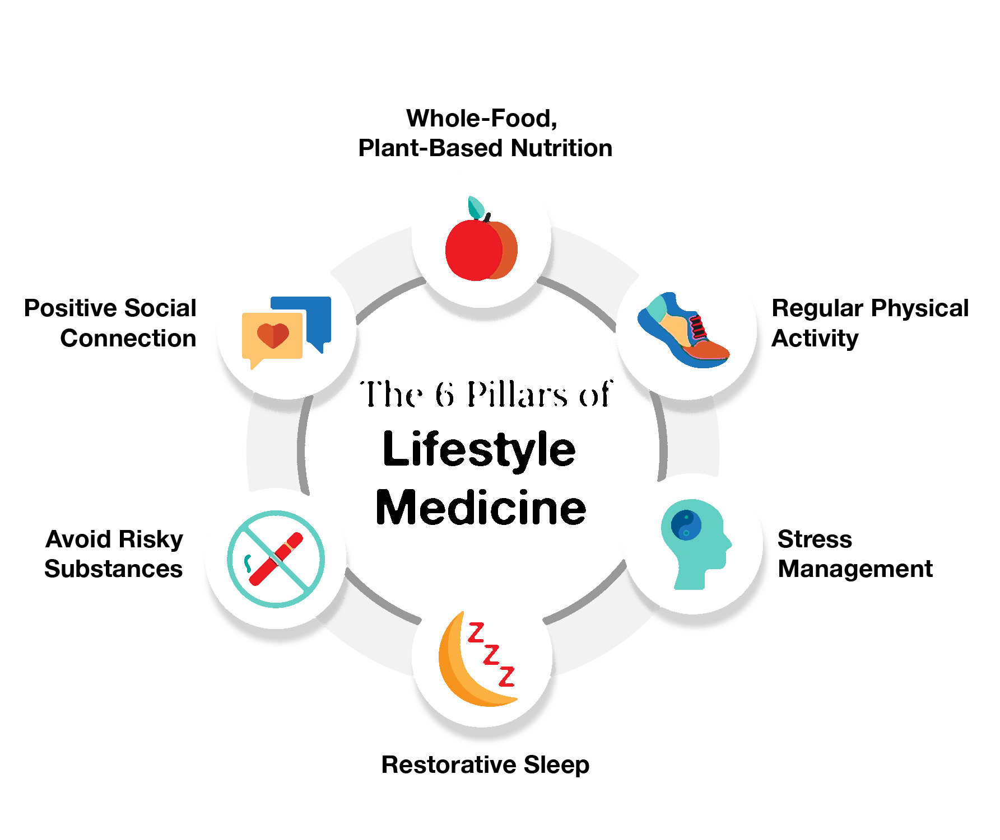 Whole-Food,
Plant-Based Nutrition
Positive Social
Connection
Regular Physical
Activity
The 6 Pillars of
Lifestyle
Medicine
Avoid Risky
Substances
Stress
Management
Z
Z
Z
Restorative Sleep